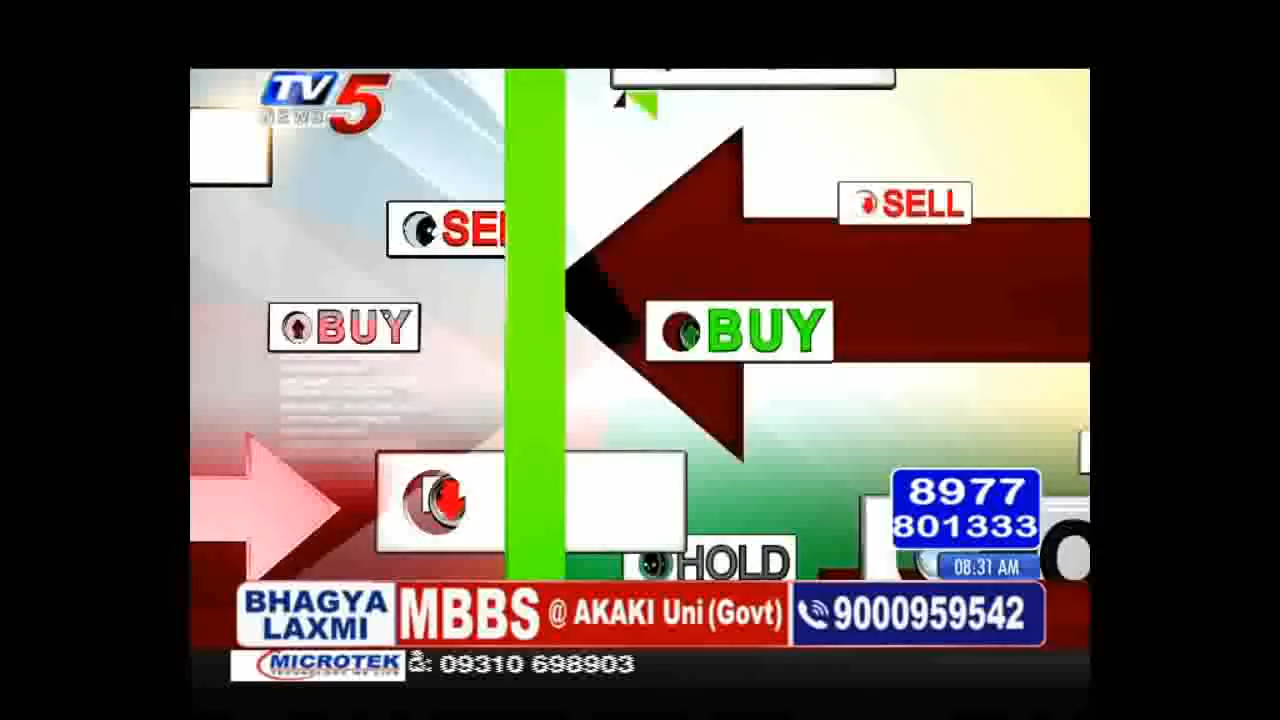 TV5
NEWS
SELL
SEL
BUY
BUY
HOLD
8977
801333
08.31 AM
BHAGYA
LAXMI
MBBS @ AKAKI Uni (Govt)
9000959542
MICROTEK
: 09310 698903